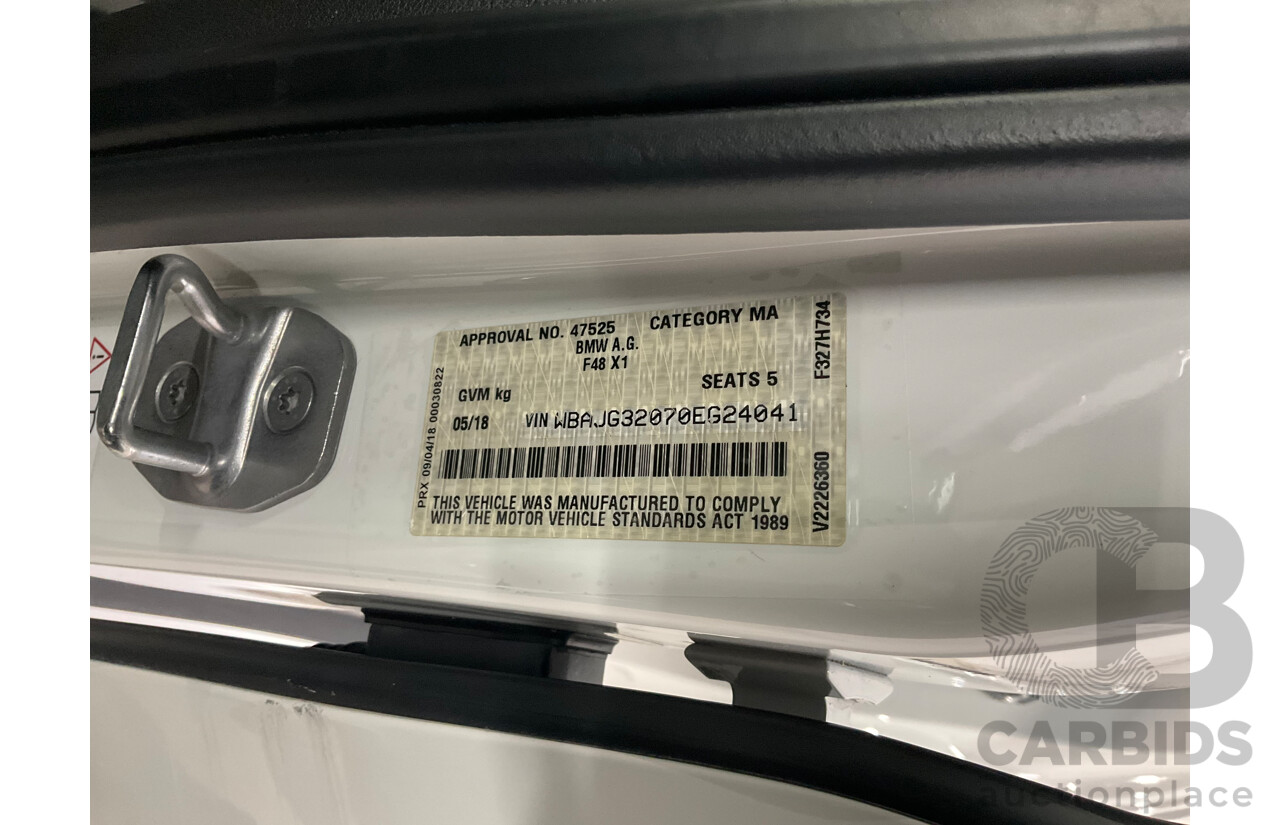 APPROVAL NO. 47525 CATEGORY MA
BMW A.G.
F48 X1
GVM kg SEATS 5
05/18 VIN WBAJG32070EG24041
THIS VEHICLE WAS MANUFACTURED TO COMPLY
WITH THE MOTOR VEHICLE STANDARDS ACT 1989
PRX 09/04/18 00030822
V2226360 F327H734
CB
CARBIDS
auctionplace